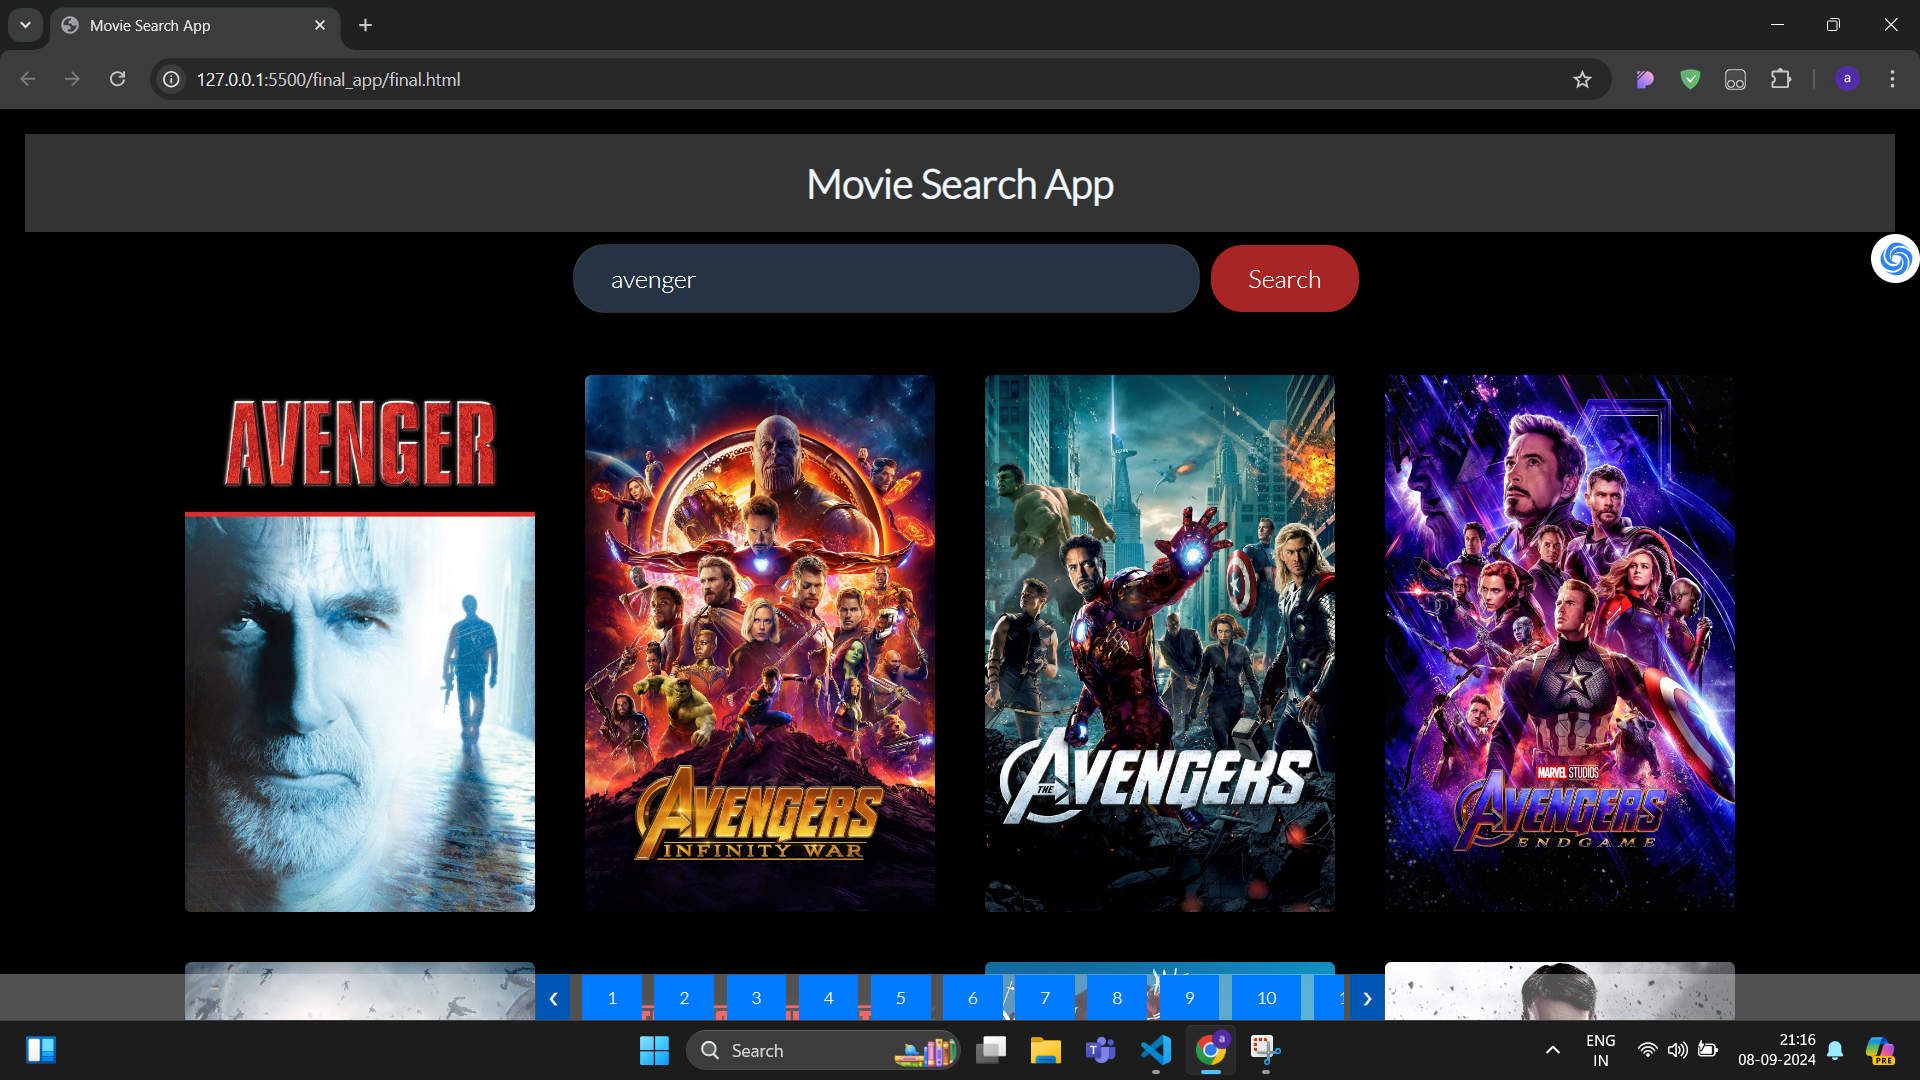 Movie Search App
127.0.0.1:5500/final_app/final.html
a
Movie Search App
avenger
Search
AVENGER
AVENGERS
INFINITY WAR
THE AVENGERS
MARVEL STUDIOS
AVENGERS
ENDGAME
‹ 1 2 3 4 5 6 7 8 9 10 ›
Search
a
ENG
IN
21:16
08-09-2024
PRE